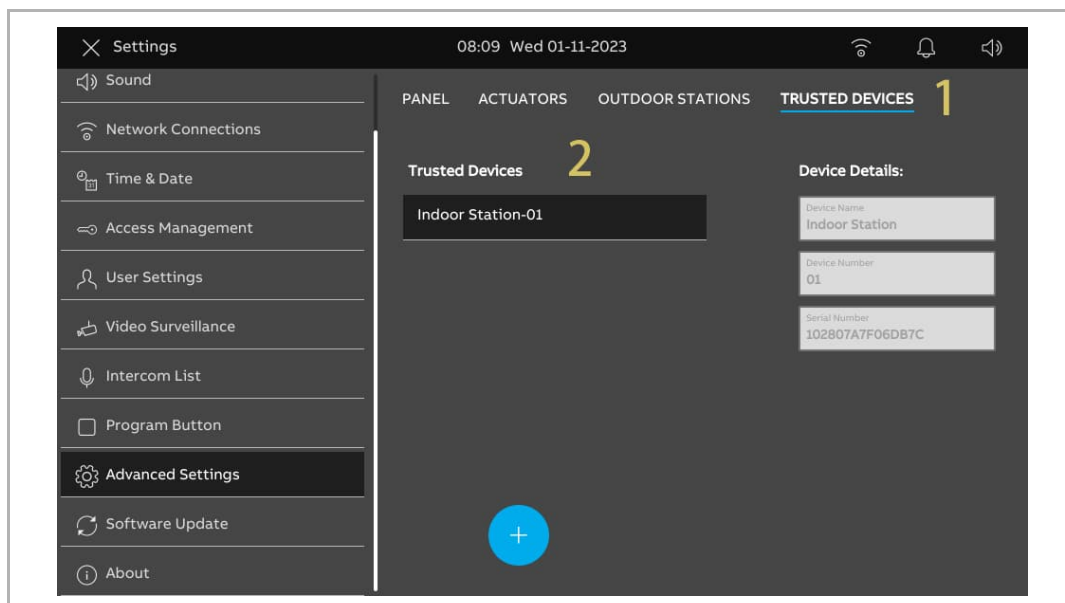 Settings
08:09 Wed 01-11-2023
Sound
Network Connections
Time & Date
Access Management
User Settings
Video Surveillance
Intercom List
Program Button
Advanced Settings
Software Update
About
PANEL ACTUATORS OUTDOOR STATIONS TRUSTED DEVICES 1
Trusted Devices 2
Indoor Station-01
+
Device Details:
Device Name
Indoor Station
Device Number
01
Serial Number
102807A7F06DB7C